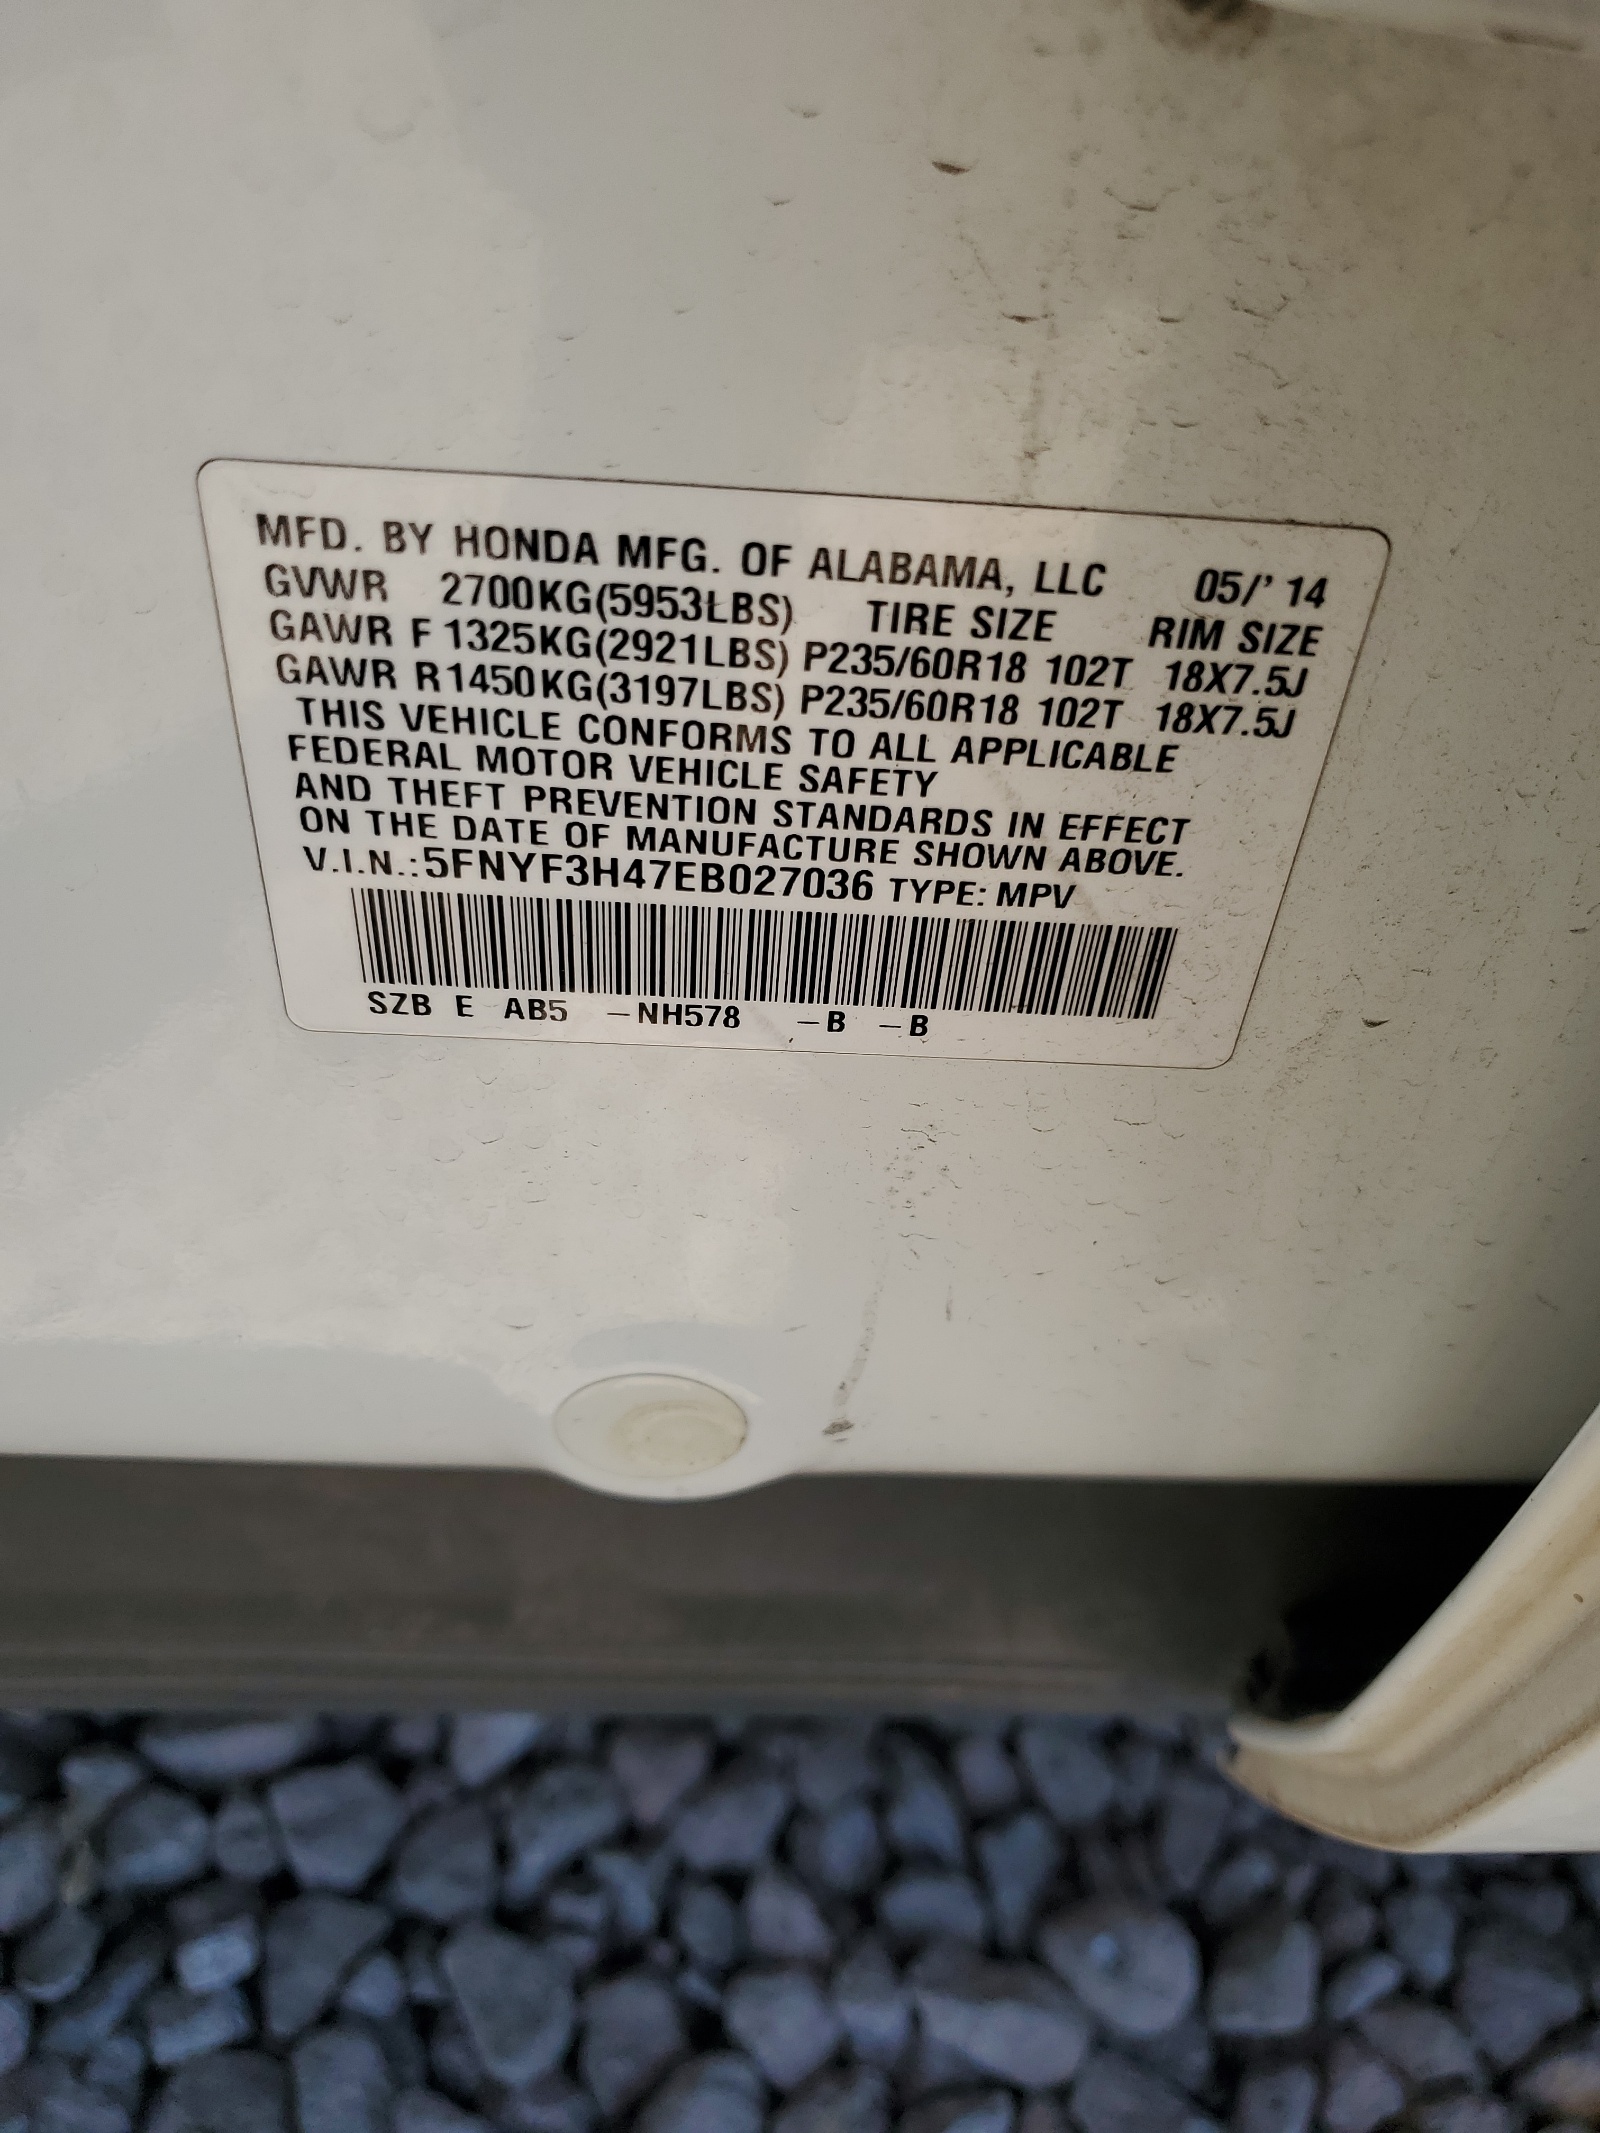 MFD. BY HONDA MFG. OF ALABAMA, LLC 05/' 14
GVWR 2700KG(5953LBS) TIRE SIZE RIM SIZE
GAWR F 1325KG(2921LBS) P235/60R18 102T 18X7.5J
GAWR R1450KG(3197LBS) P235/60R18 102T 18X7.5J
THIS VEHICLE CONFORMS TO ALL APPLICABLE
FEDERAL MOTOR VEHICLE SAFETY
AND THEFT PREVENTION STANDARDS IN EFFECT
ON THE DATE OF MANUFACTURE SHOWN ABOVE.
V.I.N.:5FNYF3H47EB027036 TYPE: MPV
SZB E AB5 –NH578 –B –B